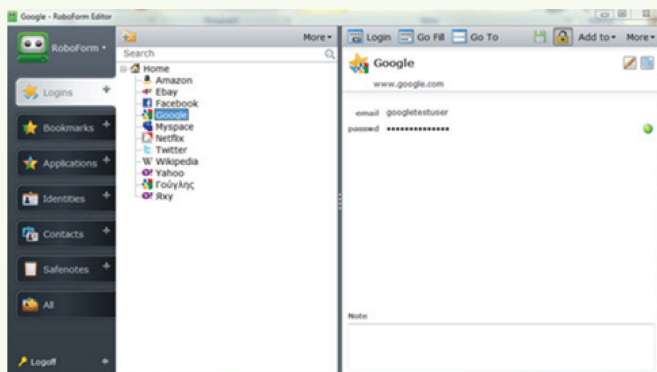 Google - RoboForm Editor
RoboForm
Logins
Bookmarks
Applications
Identities
Contacts
Safenotes
All
Logoff
More
Search
Home
Amazon
Ebay
Facebook
Google
Myspace
Netflix
Twitter
Wikipedia
Yahoo
Γούγλης
Яху
Login Go Fill Go To Add to More
Google
www.google.com
email googletestuser
passwd ••••••••••••••
Note